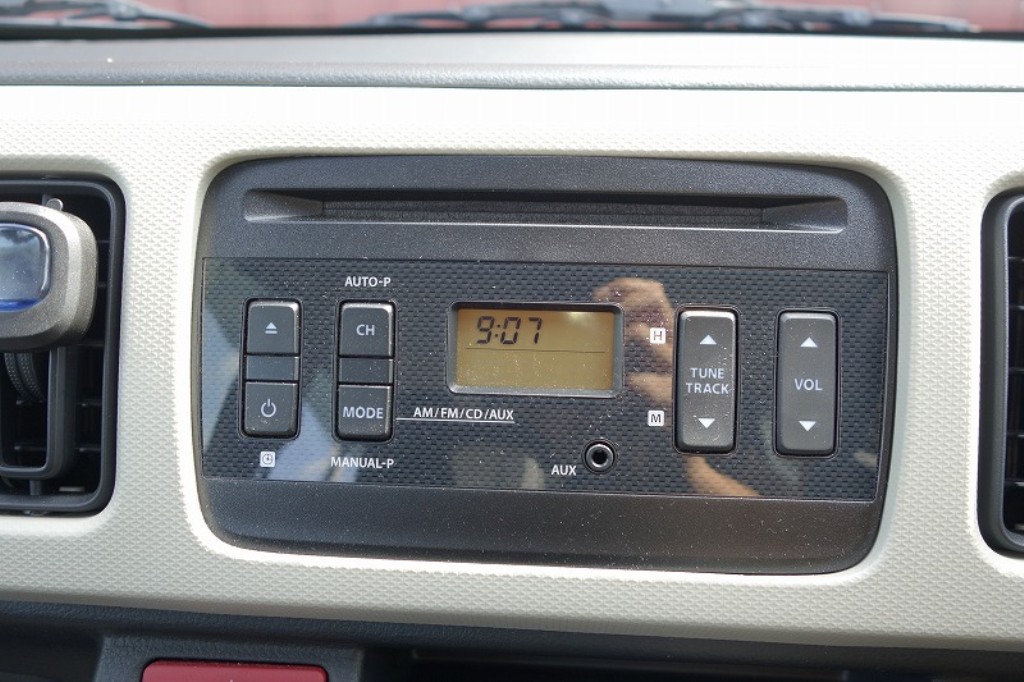 AUTO-P
CH
9:07
H
TUNE
TRACK
VOL
MODE
AM/FM/CD/AUX
M
MANUAL-P
AUX